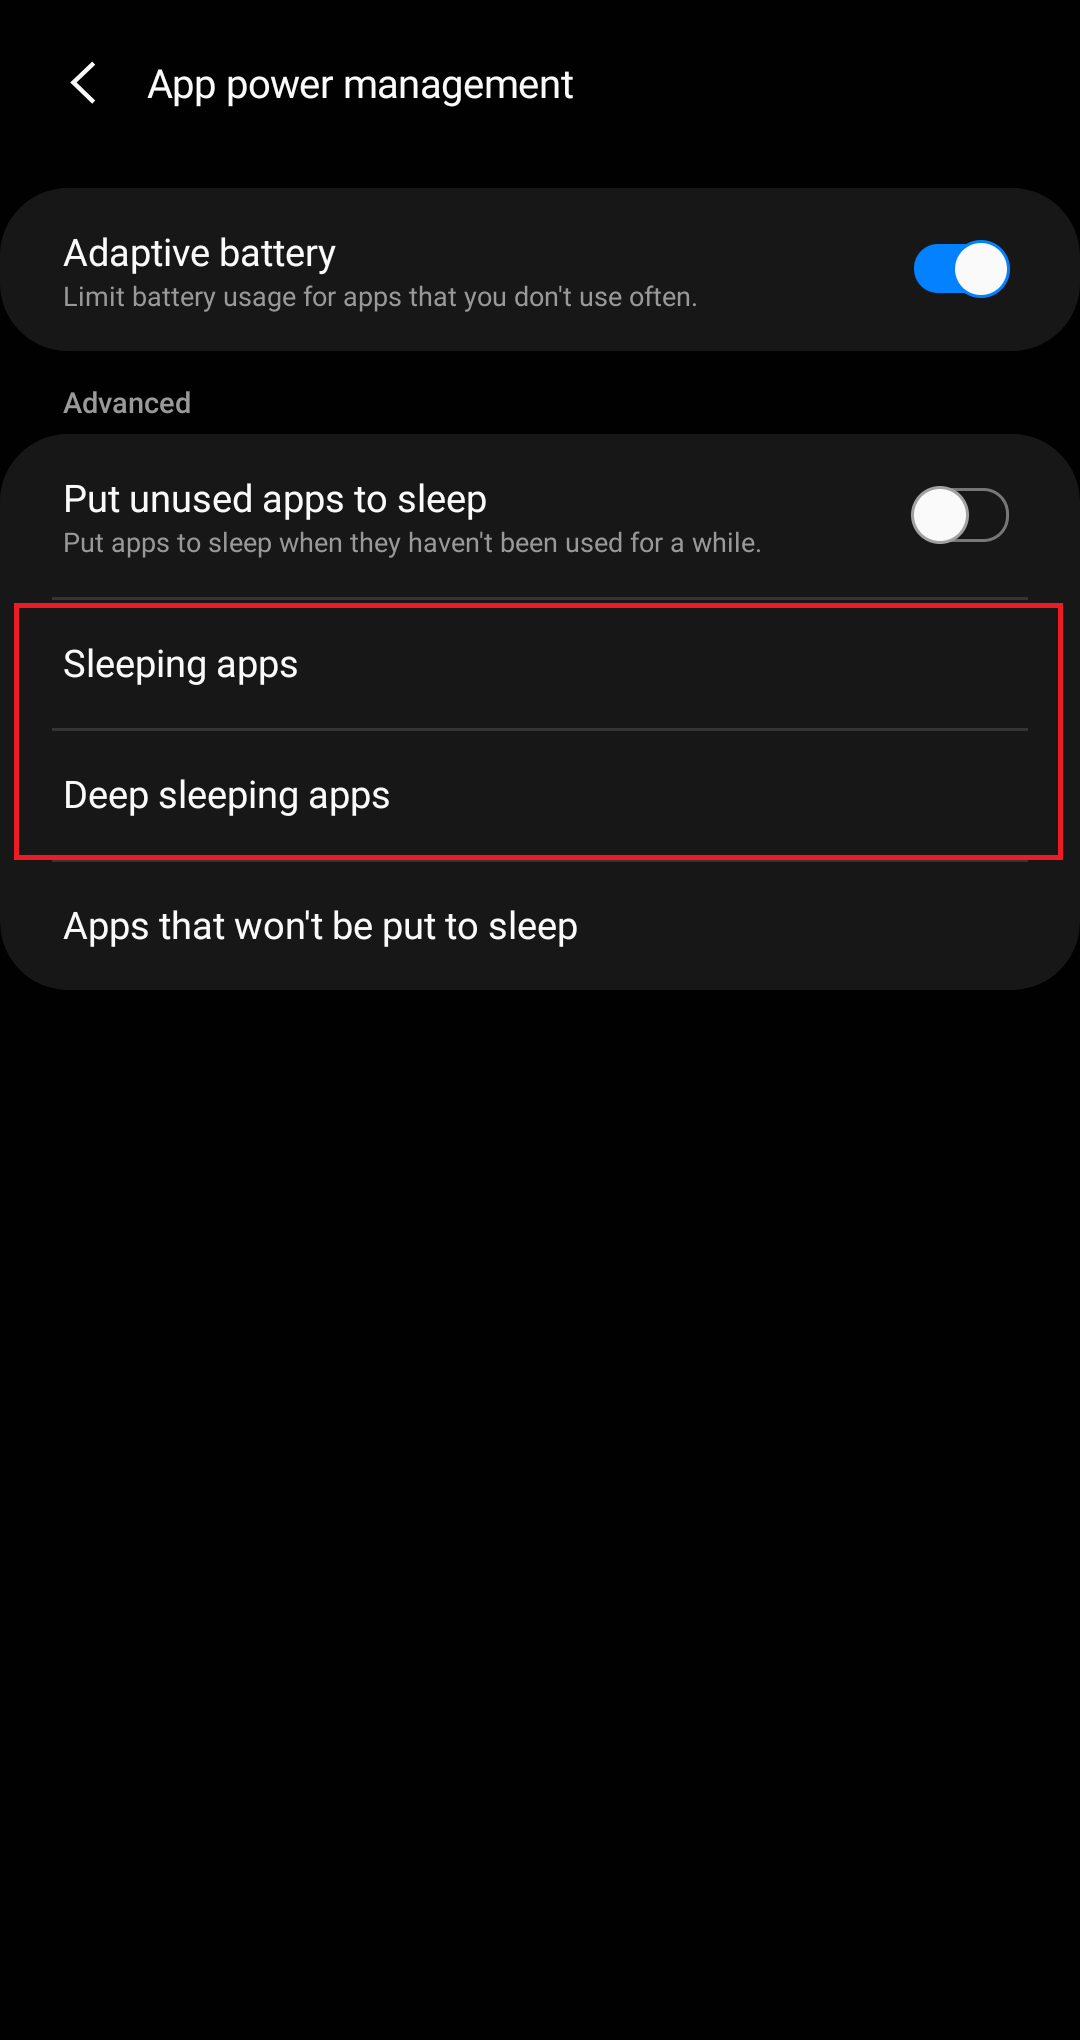 App power management
Adaptive battery
Limit battery usage for apps that you don't use often.
Advanced
Put unused apps to sleep
Put apps to sleep when they haven't been used for a while.
Sleeping apps
Deep sleeping apps
Apps that won't be put to sleep